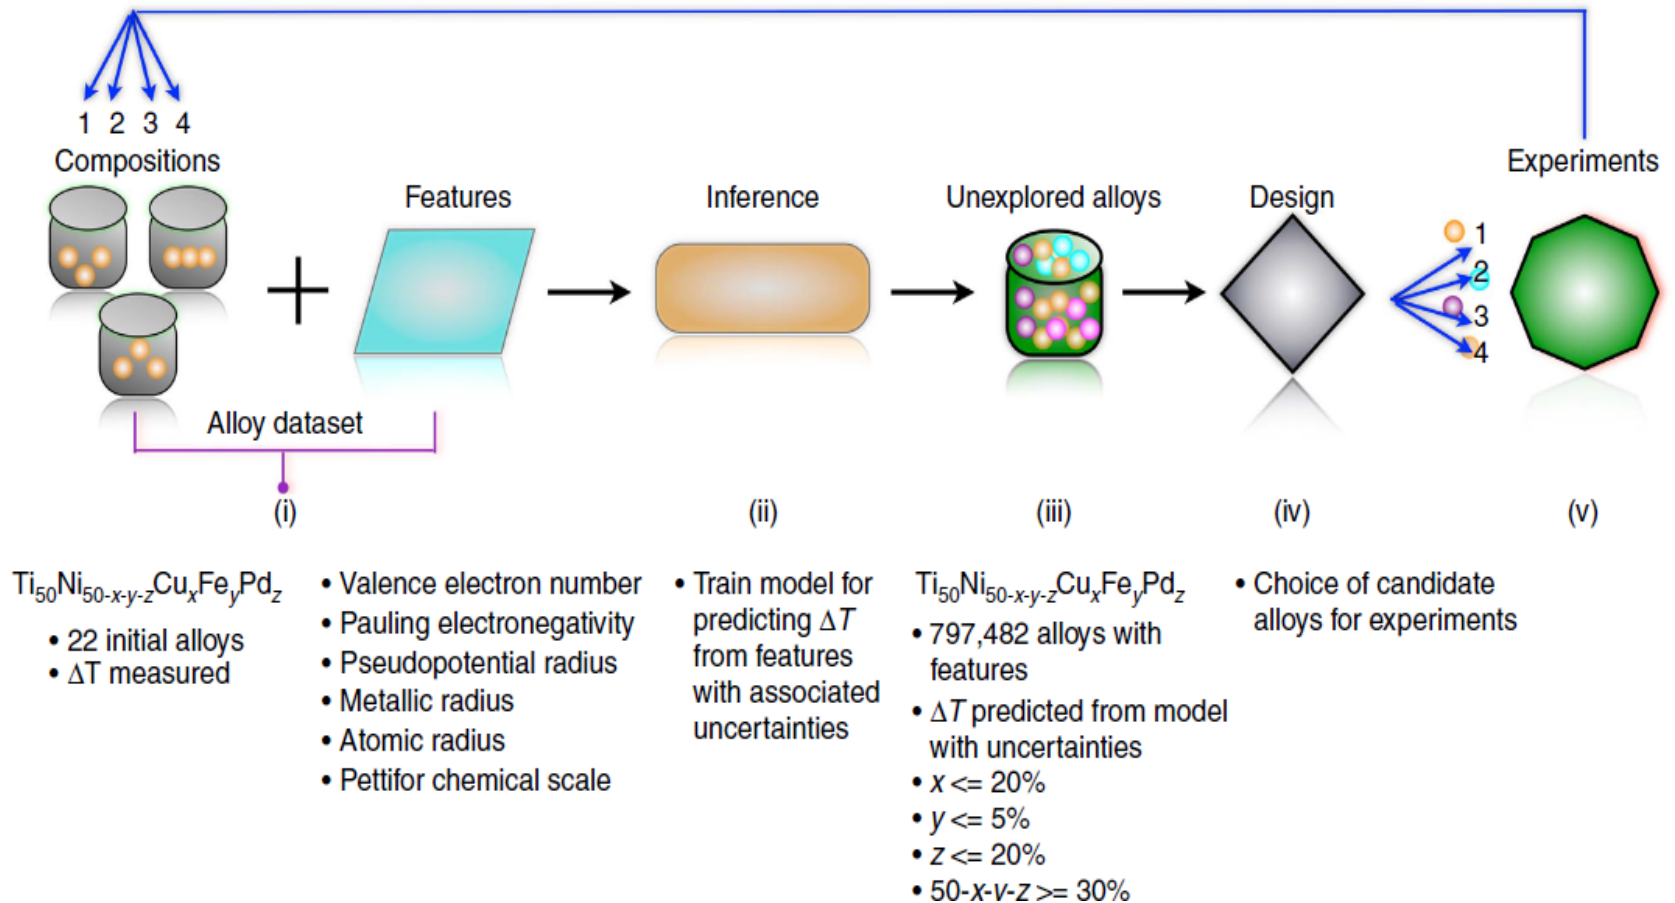 1 2 3 4
Compositions
Features
Inference
Unexplored alloys
Design
Experiments
1
2
3
4
Alloy dataset
(i)
(ii)
(iii)
(iv)
(v)
Ti50Ni50-x-y-zCuxFeyPdz
• 22 initial alloys
• ΔT measured
• Valence electron number
• Pauling electronegativity
• Pseudopotential radius
• Metallic radius
• Atomic radius
• Pettifor chemical scale
• Train model for
predicting ΔT
from features
with associated
uncertainties
Ti50Ni50-x-y-zCuxFeyPdz
• 797,482 alloys with
features
• ΔT predicted from model
with uncertainties
• x <= 20%
• y <= 5%
• z <= 20%
• 50-x-y-z >= 30%
• Choice of candidate
alloys for experiments